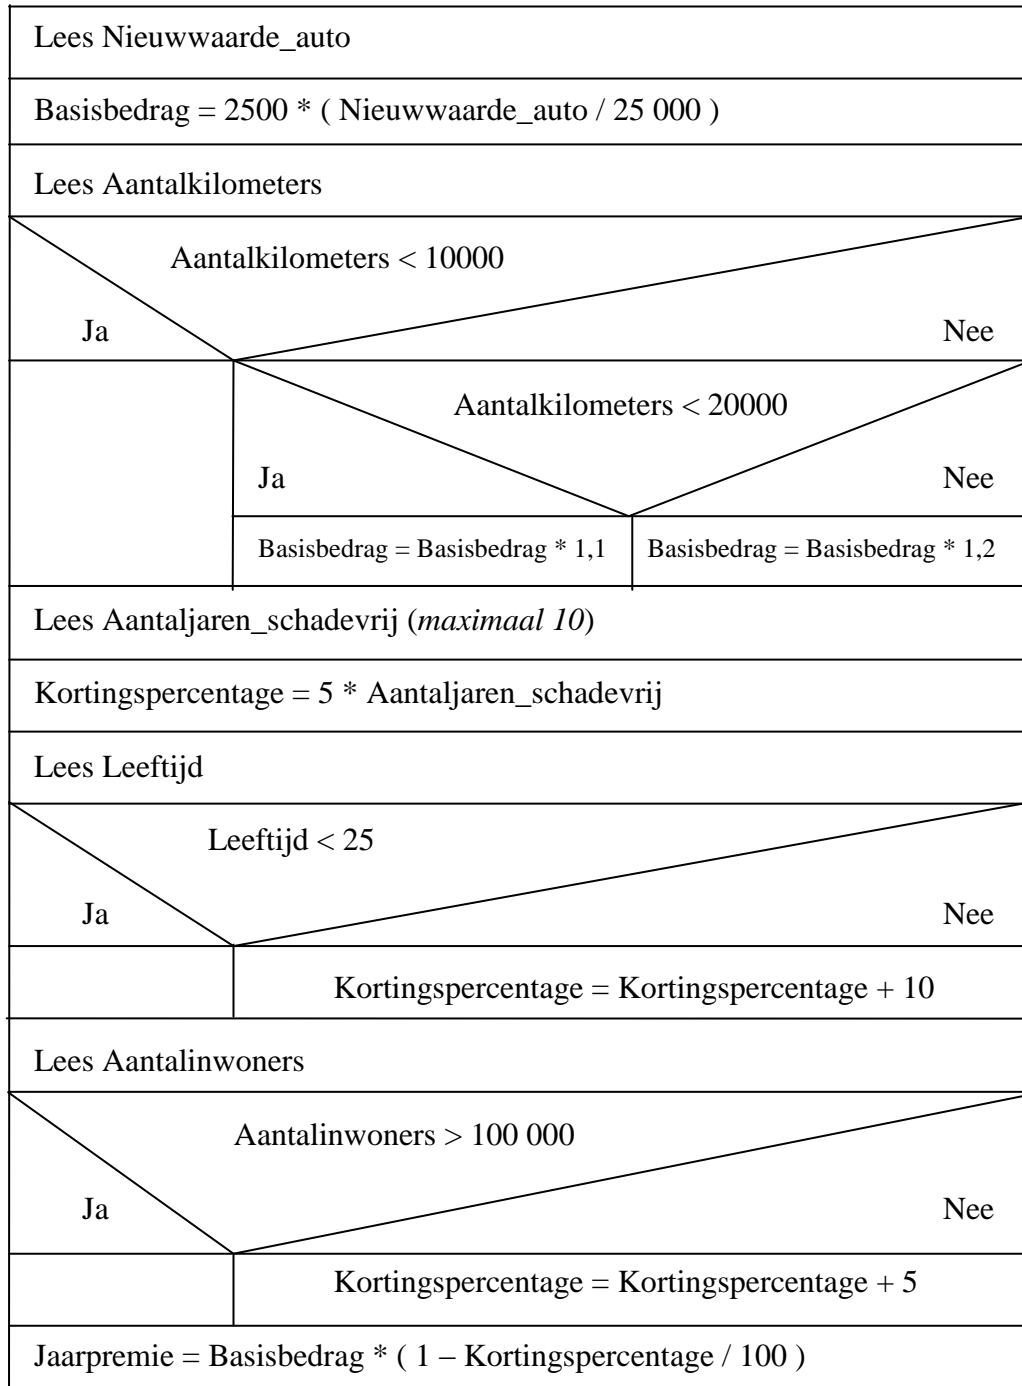 Lees Nieuwwaarde_auto
Basisbedrag = 2500 * ( Nieuwwaarde_auto / 25 000 )
Lees Aantalkilometers
Aantalkilometers < 10000
Ja
Nee
Aantalkilometers < 20000
Ja
Nee
Basisbedrag = Basisbedrag * 1,1
Basisbedrag = Basisbedrag * 1,2
Lees Aantaljaren_schadevrij (maximaal 10)
Kortingspercentage = 5 * Aantaljaren_schadevrij
Lees Leeftijd
Leeftijd < 25
Ja
Nee
Kortingspercentage = Kortingspercentage + 10
Lees Aantalinwoners
Aantalinwoners > 100 000
Ja
Nee
Kortingspercentage = Kortingspercentage + 5
Jaarpremie = Basisbedrag * ( 1 – Kortingspercentage / 100 )